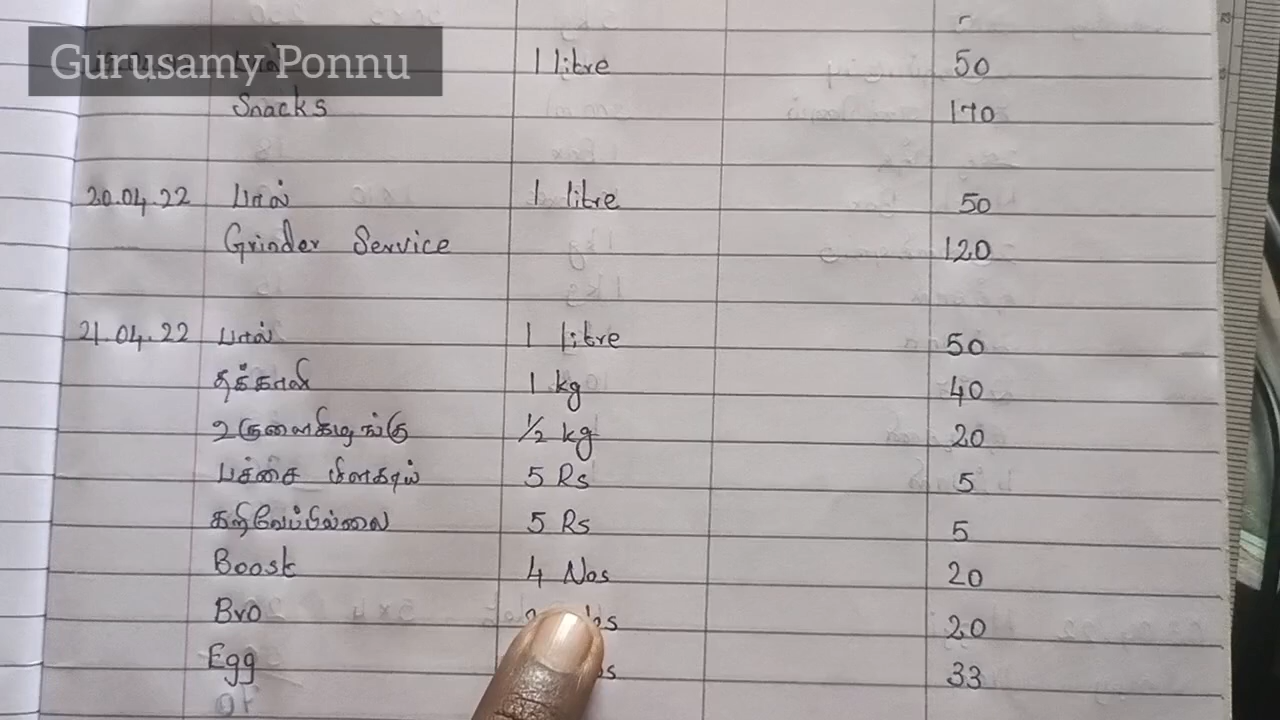 Gurusamy Ponnu
பால் 1 litre 50
Snacks 170
20.04.22 பால் 1 litre 50
Grinder Service 120
21.04.22 பால் 1 litre 50
தக்காளி 1 kg 40
உருளைகிழங்கு 1/2 kg 20
பச்சை மிளகாய் 5 Rs 5
கறிவேப்பில்லை 5 Rs 5
Boost 4 Nos 20
Bro 20
Egg 33